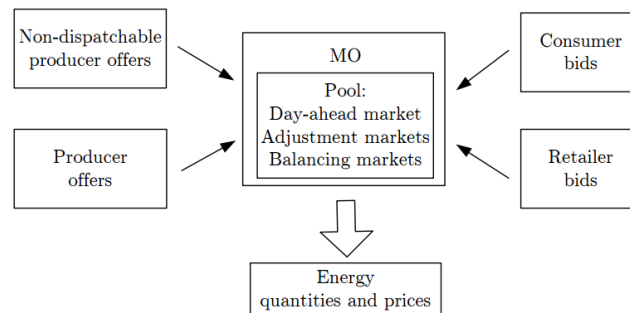 Non-dispatchable
producer offers
MO
Pool:
Day-ahead market
Adjustment markets
Balancing markets
Consumer
bids
Producer
offers
Retailer
bids
Energy
quantities and prices